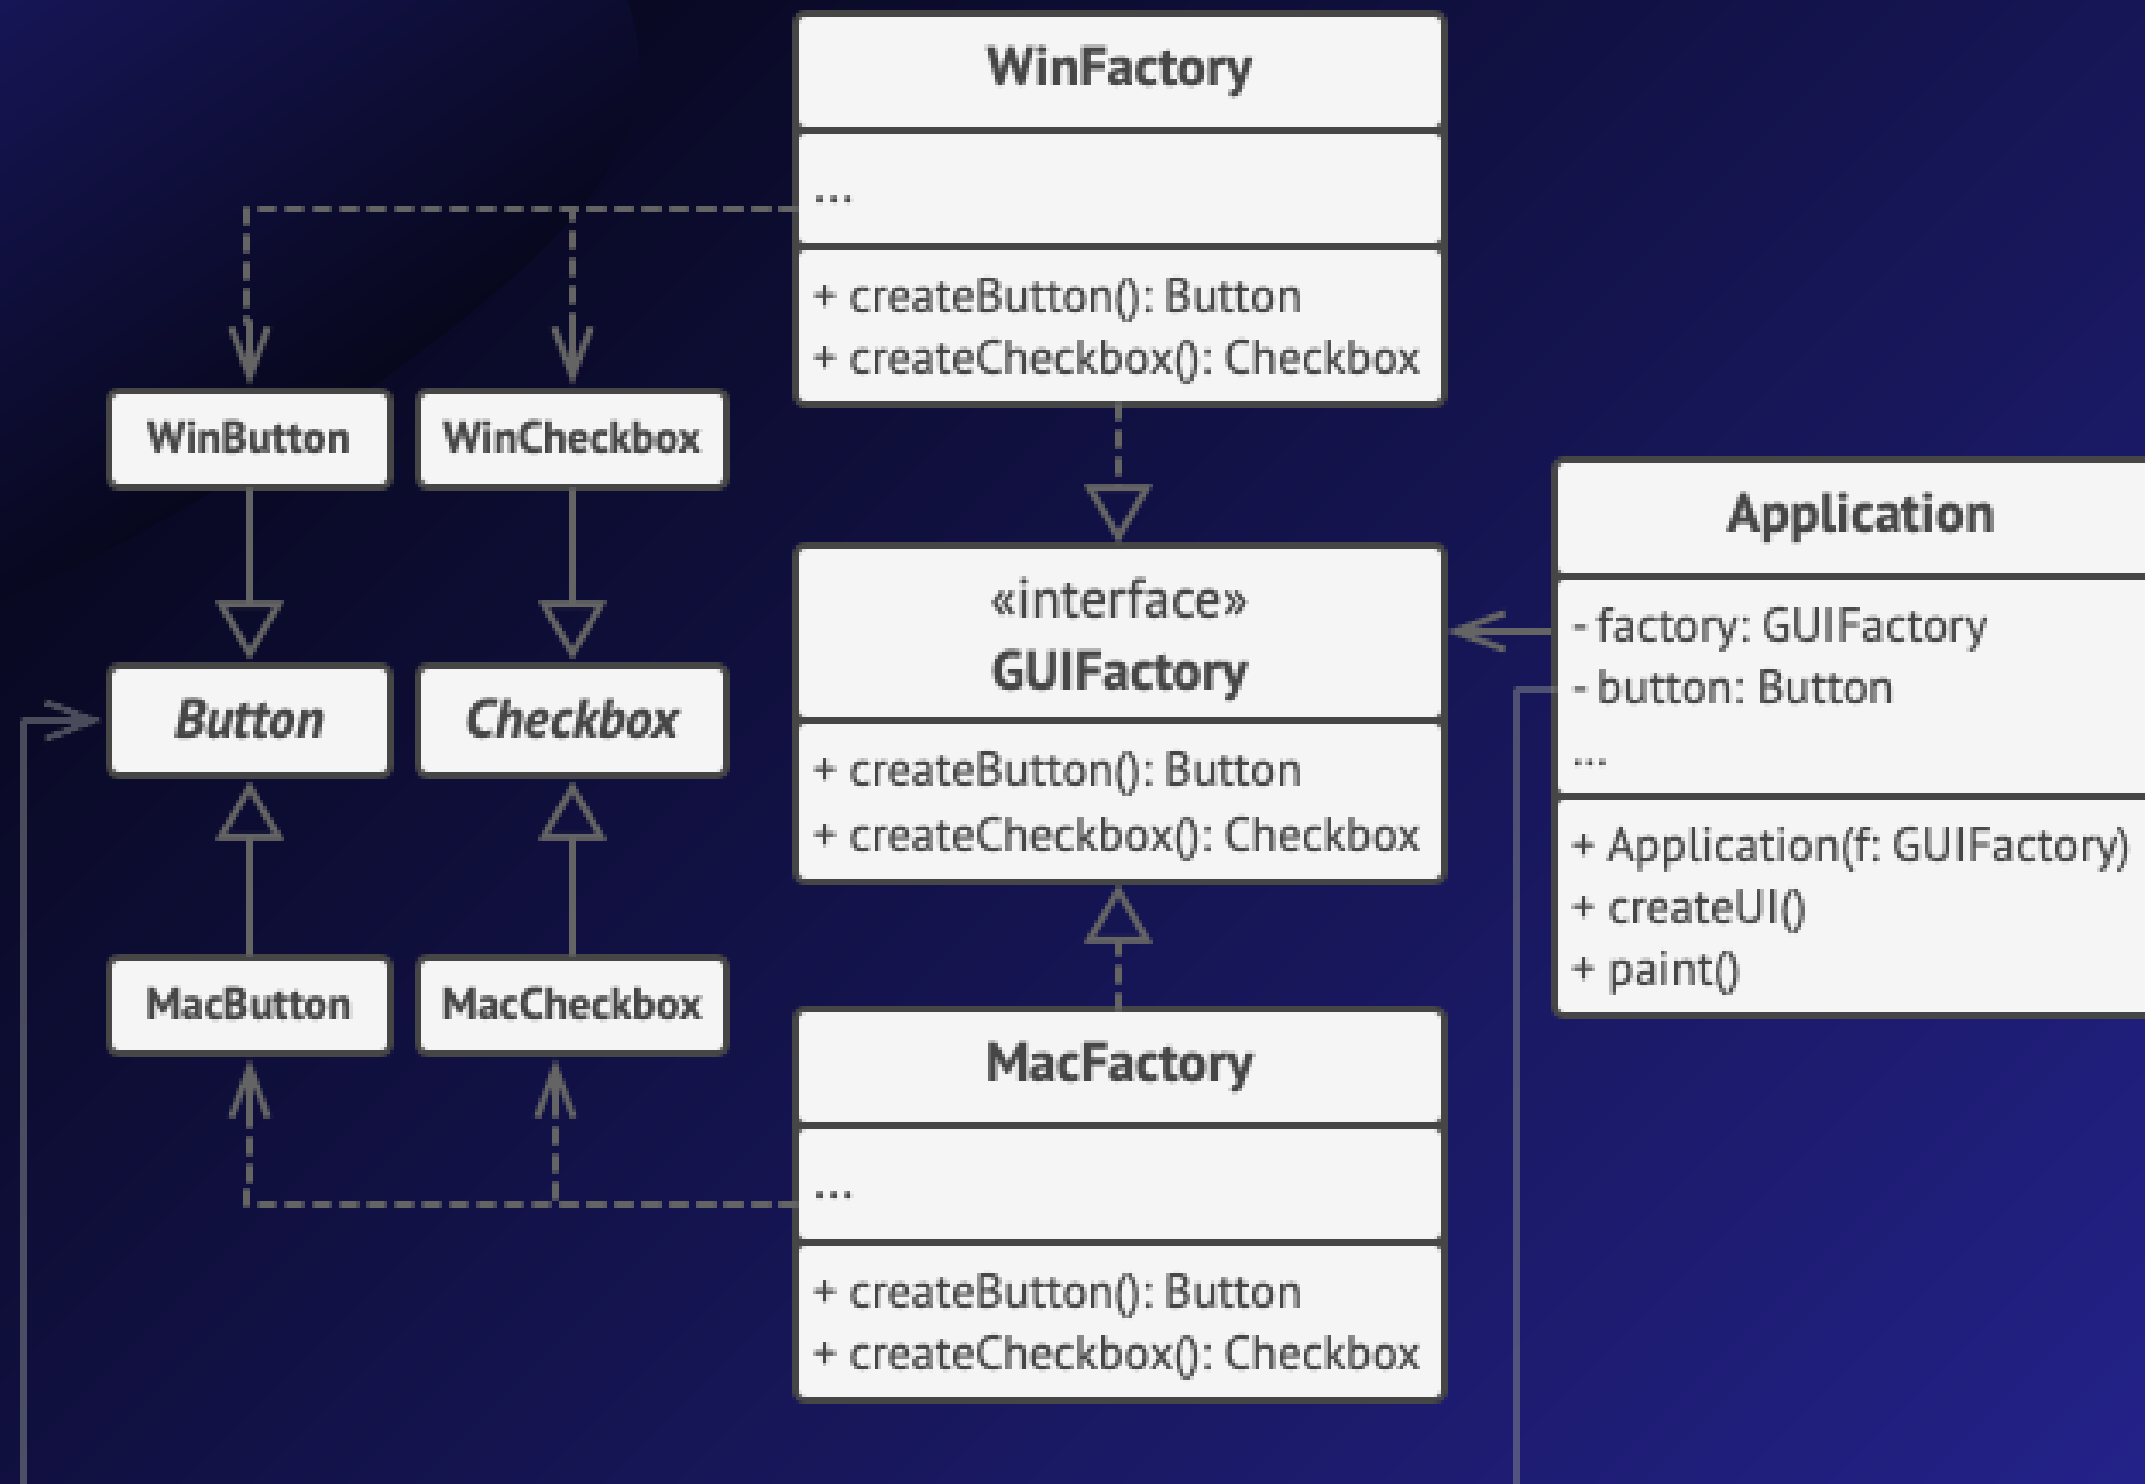 WinFactory
...
+ createButton(): Button
+ createCheckbox(): Checkbox
WinButton
WinCheckbox
Button
Checkbox
MacButton
MacCheckbox
«interface»
GUIFactory
+ createButton(): Button
+ createCheckbox(): Checkbox
MacFactory
...
+ createButton(): Button
+ createCheckbox(): Checkbox
Application
- factory: GUIFactory
- button: Button
...
+ Application(f: GUIFactory)
+ createUI()
+ paint()